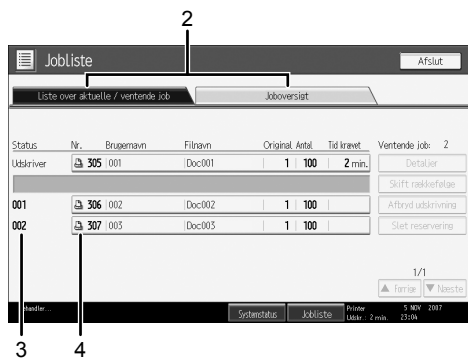 2
Jobliste
Afslut
Liste over aktuelle / ventende job
Joboversigt
Status Nr. Brugernavn Filnavn Original Antal Tid krævet Ventende job: 2
Udskriver 305 001 Doc001 1 100 2 min. Detaljer
Skift rækkefølge
001 306 002 Doc002 1 100 Afbryd udskrivning
002 307 003 Doc003 1 100 Slet reservering
1/1
Forrige Næste
Systemstatus Jobliste Printer 5 NOV 2007
Uddkr.: 2 min. 23:04
3 4